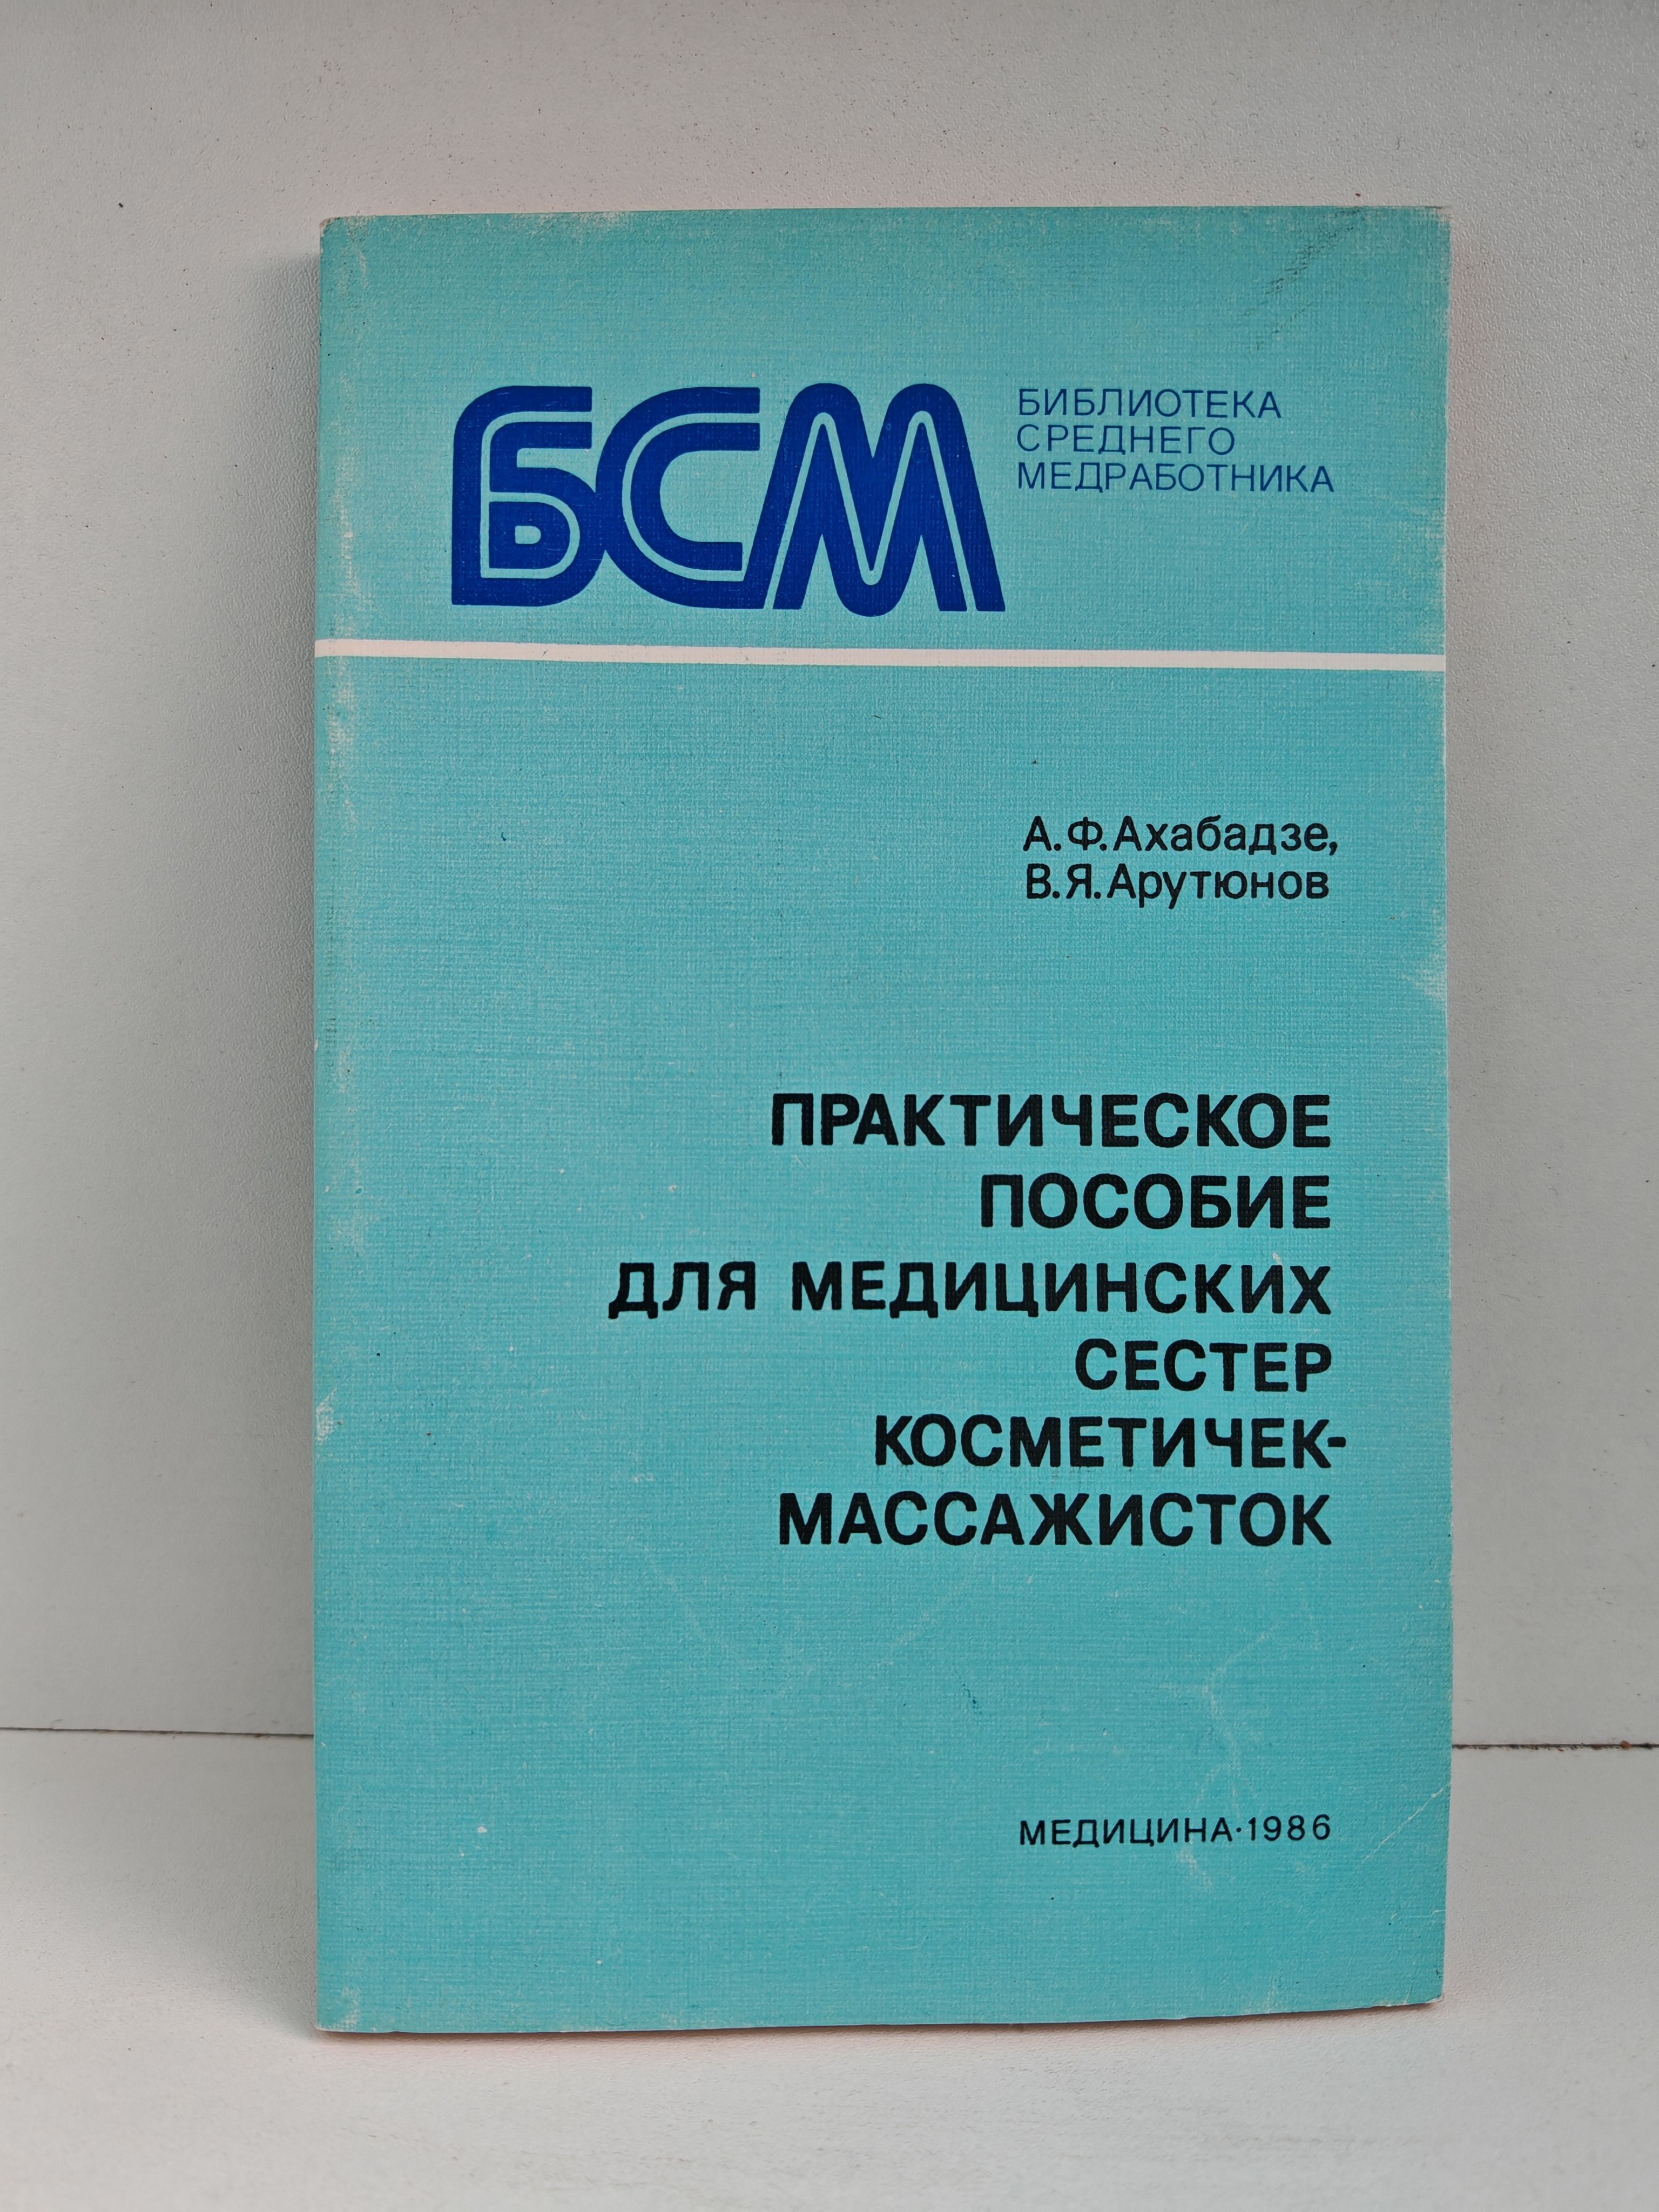 БСМ
БИБЛИОТЕКА
СРЕДНЕГО
МЕДРАБОТНИКА
А.Ф.Ахабадзе,
В.Я.Арутюнов
ПРАКТИЧЕСКОЕ
ПОСОБИЕ
ДЛЯ МЕДИЦИНСКИХ
СЕСТЕР
КОСМЕТИЧЕК-
МАССАЖИСТОК
МЕДИЦИНА·1986